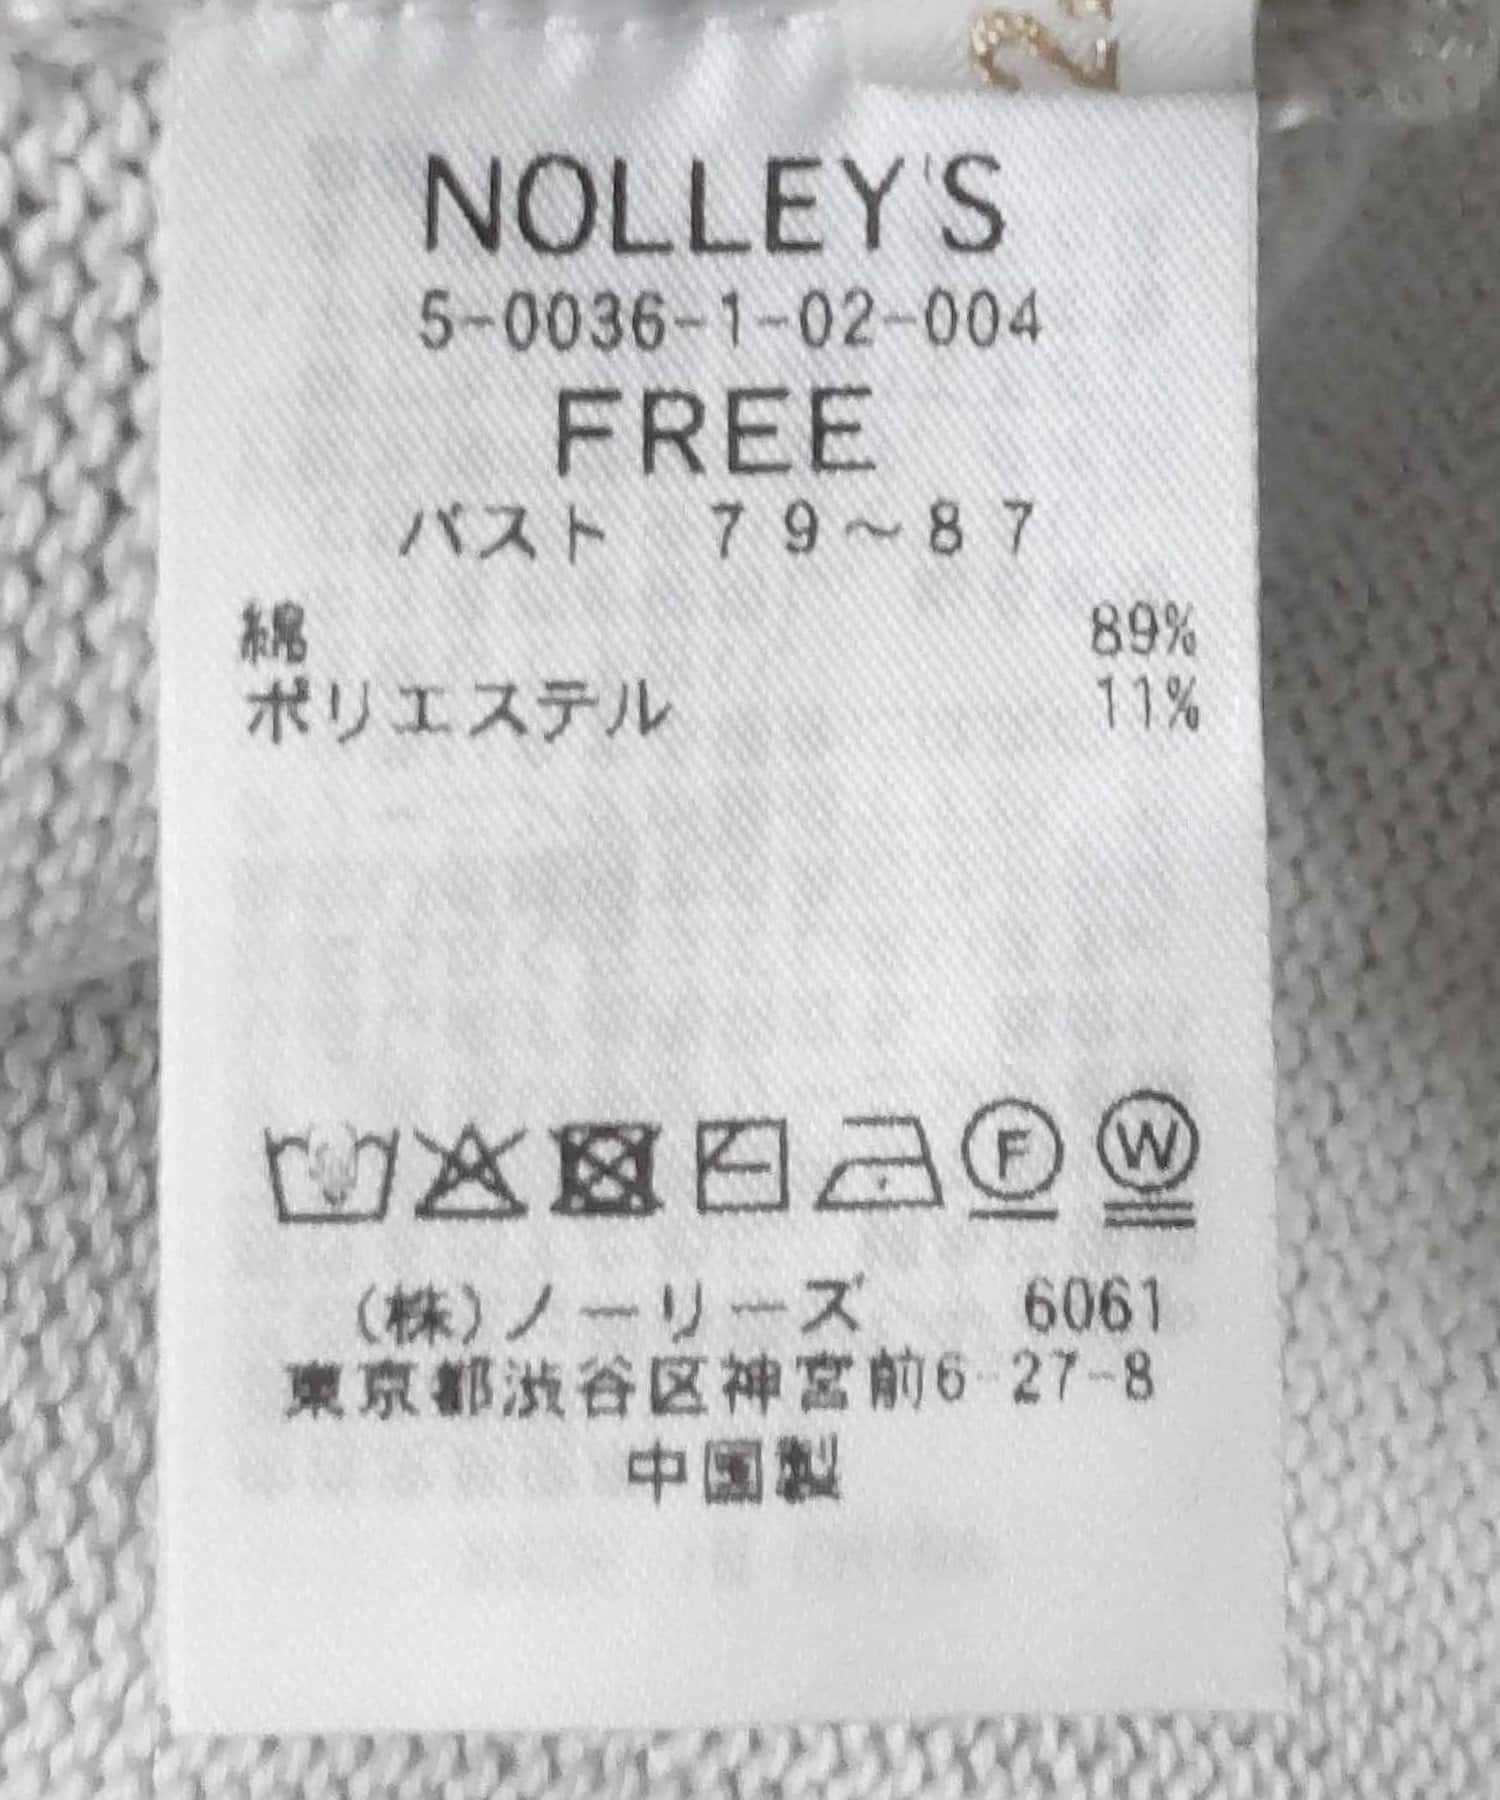 2
NOLLEY'S
5-0036-1-02-004
FREE
バスト　７９～８７
綿 89%
ポリエステル 11%
F W
(株)ノーリーズ 6061
東京都渋谷区神宮前6-27-8
中国製